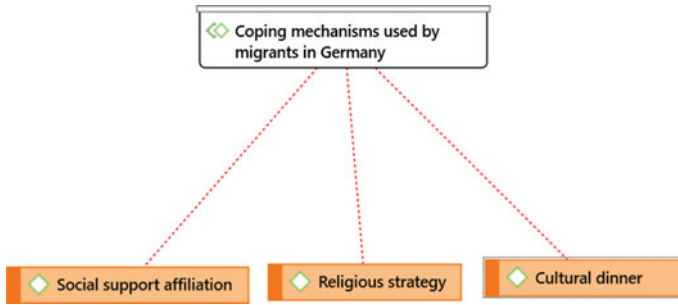 Coping mechanisms used by
migrants in Germany
Social support affiliation
Religious strategy
Cultural dinner